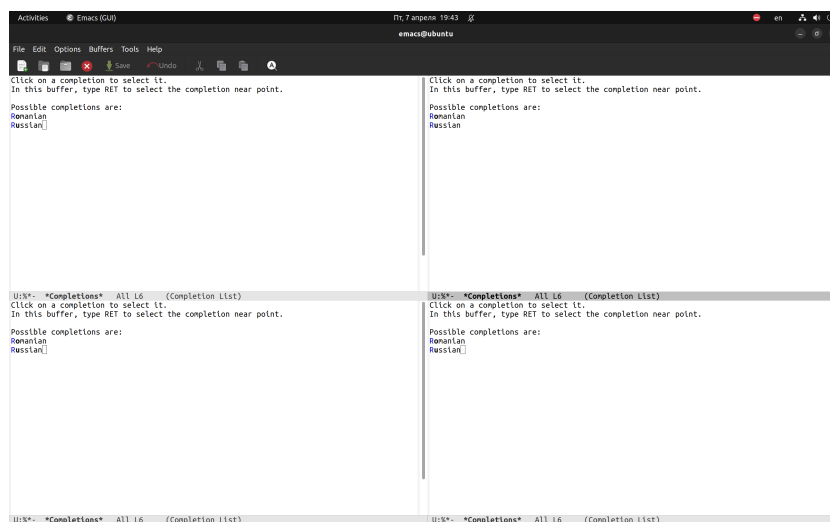 Activities Emacs (GUI) Пт, 7 апреля 19:43 en
emacs@ubuntu
File Edit Options Buffers Tools Help
Save Undo
Click on a completion to select it.
In this buffer, type RET to select the completion near point.
Possible completions are:
Romanian
Russian
U:%*- *Completions* All L6 (Completion List)
Click on a completion to select it.
In this buffer, type RET to select the completion near point.
Possible completions are:
Romanian
Russian
U:%*- *Completions* All L6 (Completion List)
Click on a completion to select it.
In this buffer, type RET to select the completion near point.
Possible completions are:
Romanian
Russian
U:%*- *Completions* All L6 (Completion List)
Click on a completion to select it.
In this buffer, type RET to select the completion near point.
Possible completions are:
Romanian
Russian
U:%*- *Completions* All L6 (Completion List)